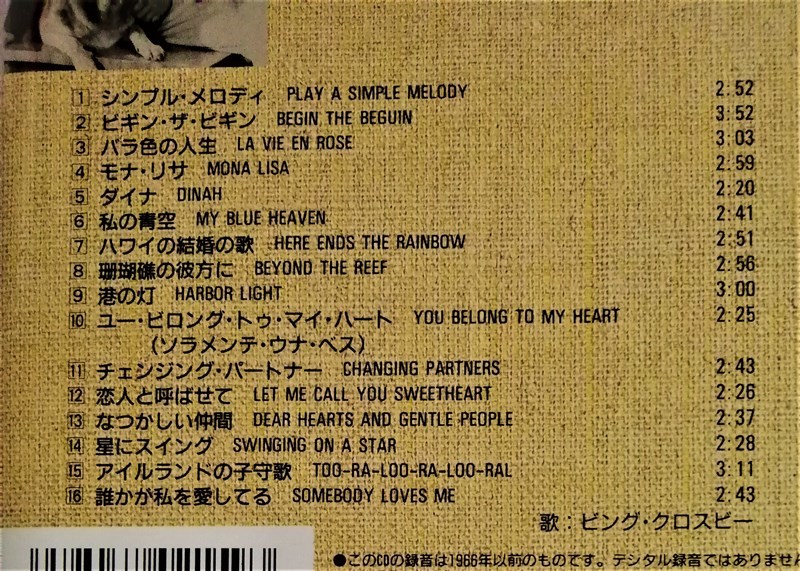 1 シンプル・メロディ PLAY A SIMPLE MELODY 2:52
2 ビギン・ザ・ビギン BEGIN THE BEGUIN 3:52
3 バラ色の人生 LA VIE EN ROSE 3:03
4 モナ・リサ MONA LISA 2:59
5 ダイナ DINAH 2:20
6 私の青空 MY BLUE HEAVEN 2:41
7 ハワイの結婚の歌 HERE ENDS THE RAINBOW 2:51
8 珊瑚礁の彼方に BEYOND THE REEF 2:56
9 港の灯 HARBOR LIGHT 3:00
10 ユー・ビロング・トゥ・マイ・ハート YOU BELONG TO MY HEART 2:25
(ソラメンテ・ウナ・ベス)
11 チェンジング・パートナー CHANGING PARTNERS 2:43
12 恋人と呼ばせて LET ME CALL YOU SWEETHEART 2:26
13 なつかしい仲間 DEAR HEARTS AND GENTLE PEOPLE 2:37
14 星にスイング SWINGING ON A STAR 2:28
15 アイルランドの子守歌 TOO-RA-LOO-RA-LOO-RAL 3:11
16 誰かが私を愛してる SOMEBODY LOVES ME 2:43
歌:ビング・クロスビー
●このCDの録音は1966年以前のものです。デジタル録音ではありません